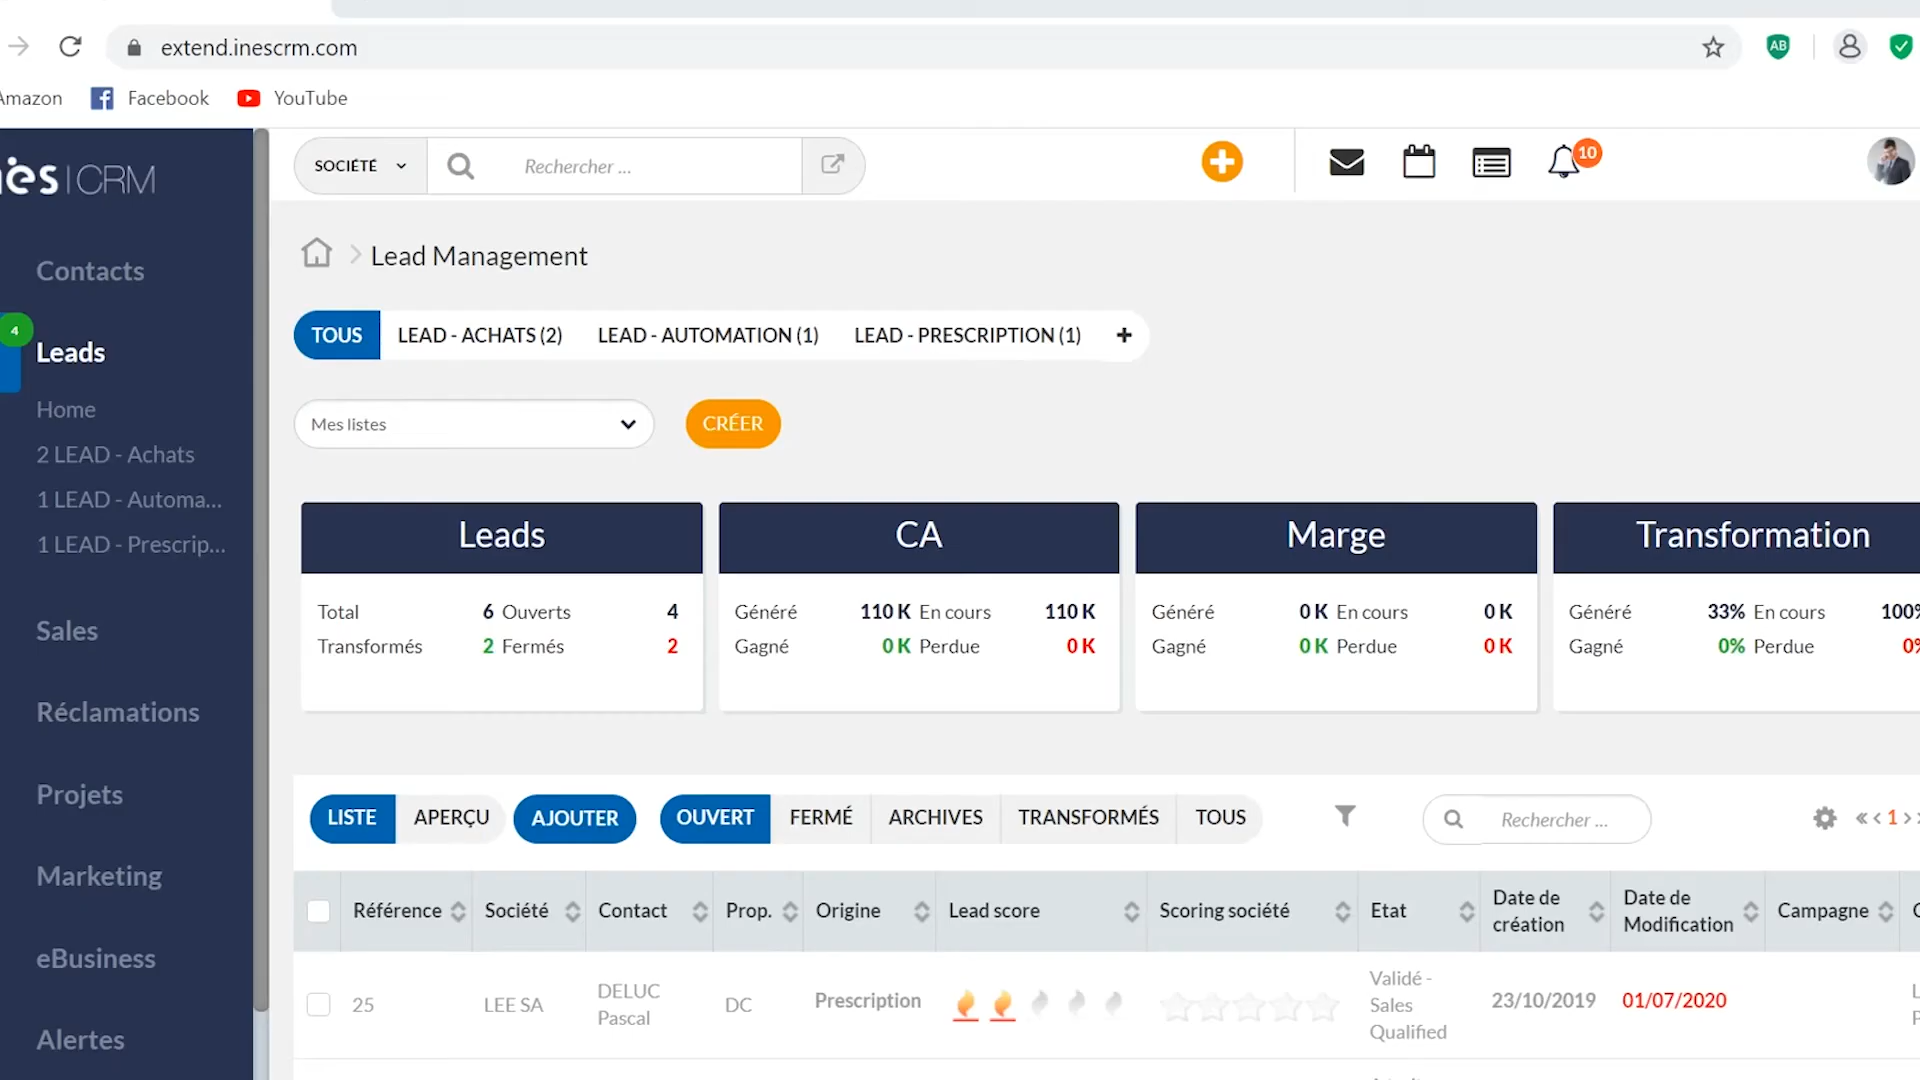 extend.inescrm.com
AB
Amazon Facebook YouTube
inès|CRM
SOCIÉTÉ Rechercher ... 10
Contacts
4
Leads
Home
2 LEAD - Achats
1 LEAD - Automa...
1 LEAD - Prescrip...
Sales
Réclamations
Projets
Marketing
eBusiness
Alertes
Lead Management
TOUS LEAD - ACHATS (2) LEAD - AUTOMATION (1) LEAD - PRESCRIPTION (1) +
Mes listes CRÉER
Leads
Total 6 Ouverts 4
Transformés 2 Fermés 2
CA
Généré 110 K En cours 110 K
Gagné 0 K Perdue 0 K
Marge
Généré 0 K En cours 0 K
Gagné 0 K Perdue 0 K
Transformation
Généré 33% En cours 100%
Gagné 0% Perdue 0%
LISTE APERÇU AJOUTER OUVERT FERMÉ ARCHIVES TRANSFORMÉS TOUS Rechercher ... « ‹ 1 ›
Référence Société Contact Prop. Origine Lead score Scoring société Etat Date de création Date de Modification Campagne
25 LEE SA DELUC Pascal DC Prescription Validé - Sales Qualified 23/10/2019 01/07/2020